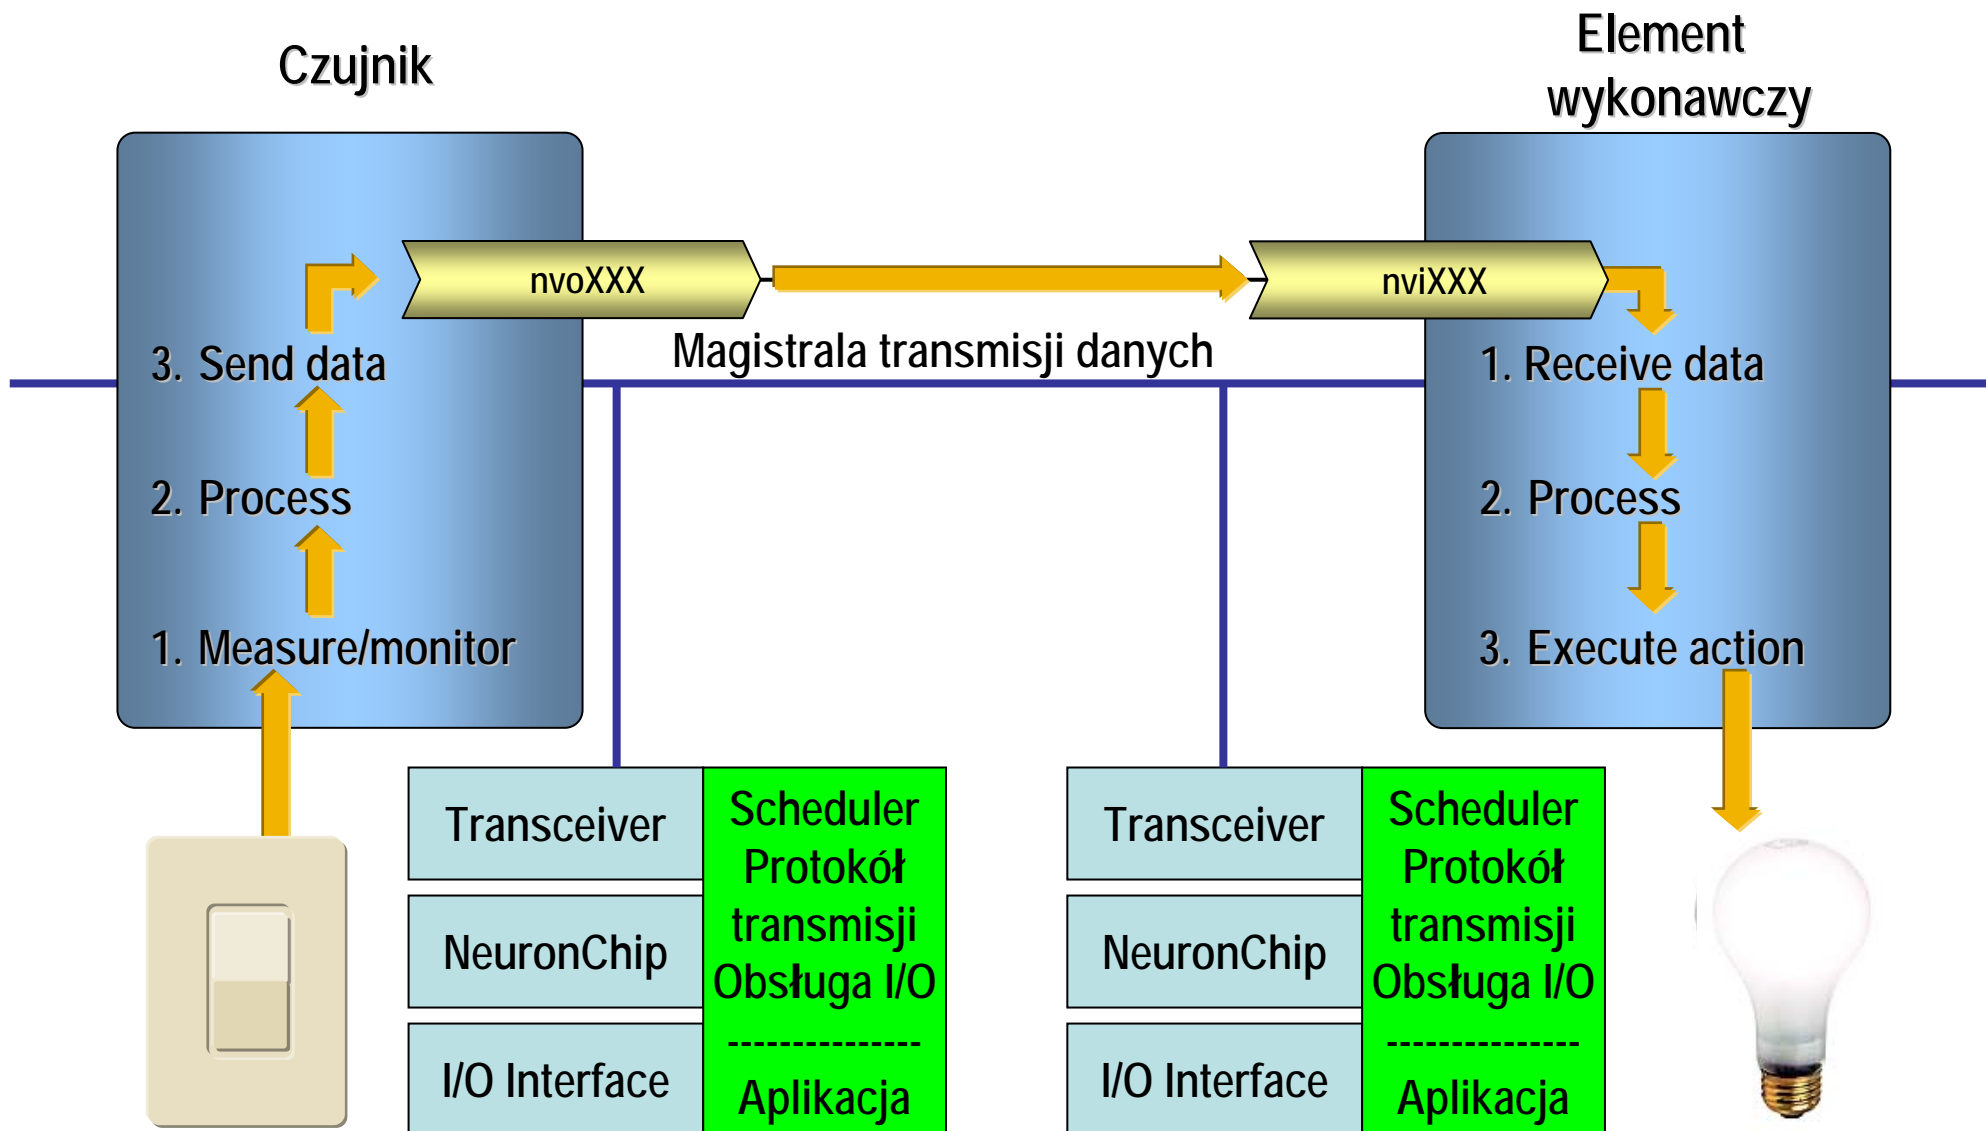 Czujnik
Element
wykonawczy
nvoXXX
nviXXX
Magistrala transmisji danych
3. Send data
2. Process
1. Measure/monitor
1. Receive data
2. Process
3. Execute action
Transceiver
NeuronChip
I/O Interface
Scheduler
Protokół
transmisji
Obsługa I/O
---------------
Aplikacja
Transceiver
NeuronChip
I/O Interface
Scheduler
Protokół
transmisji
Obsługa I/O
---------------
Aplikacja